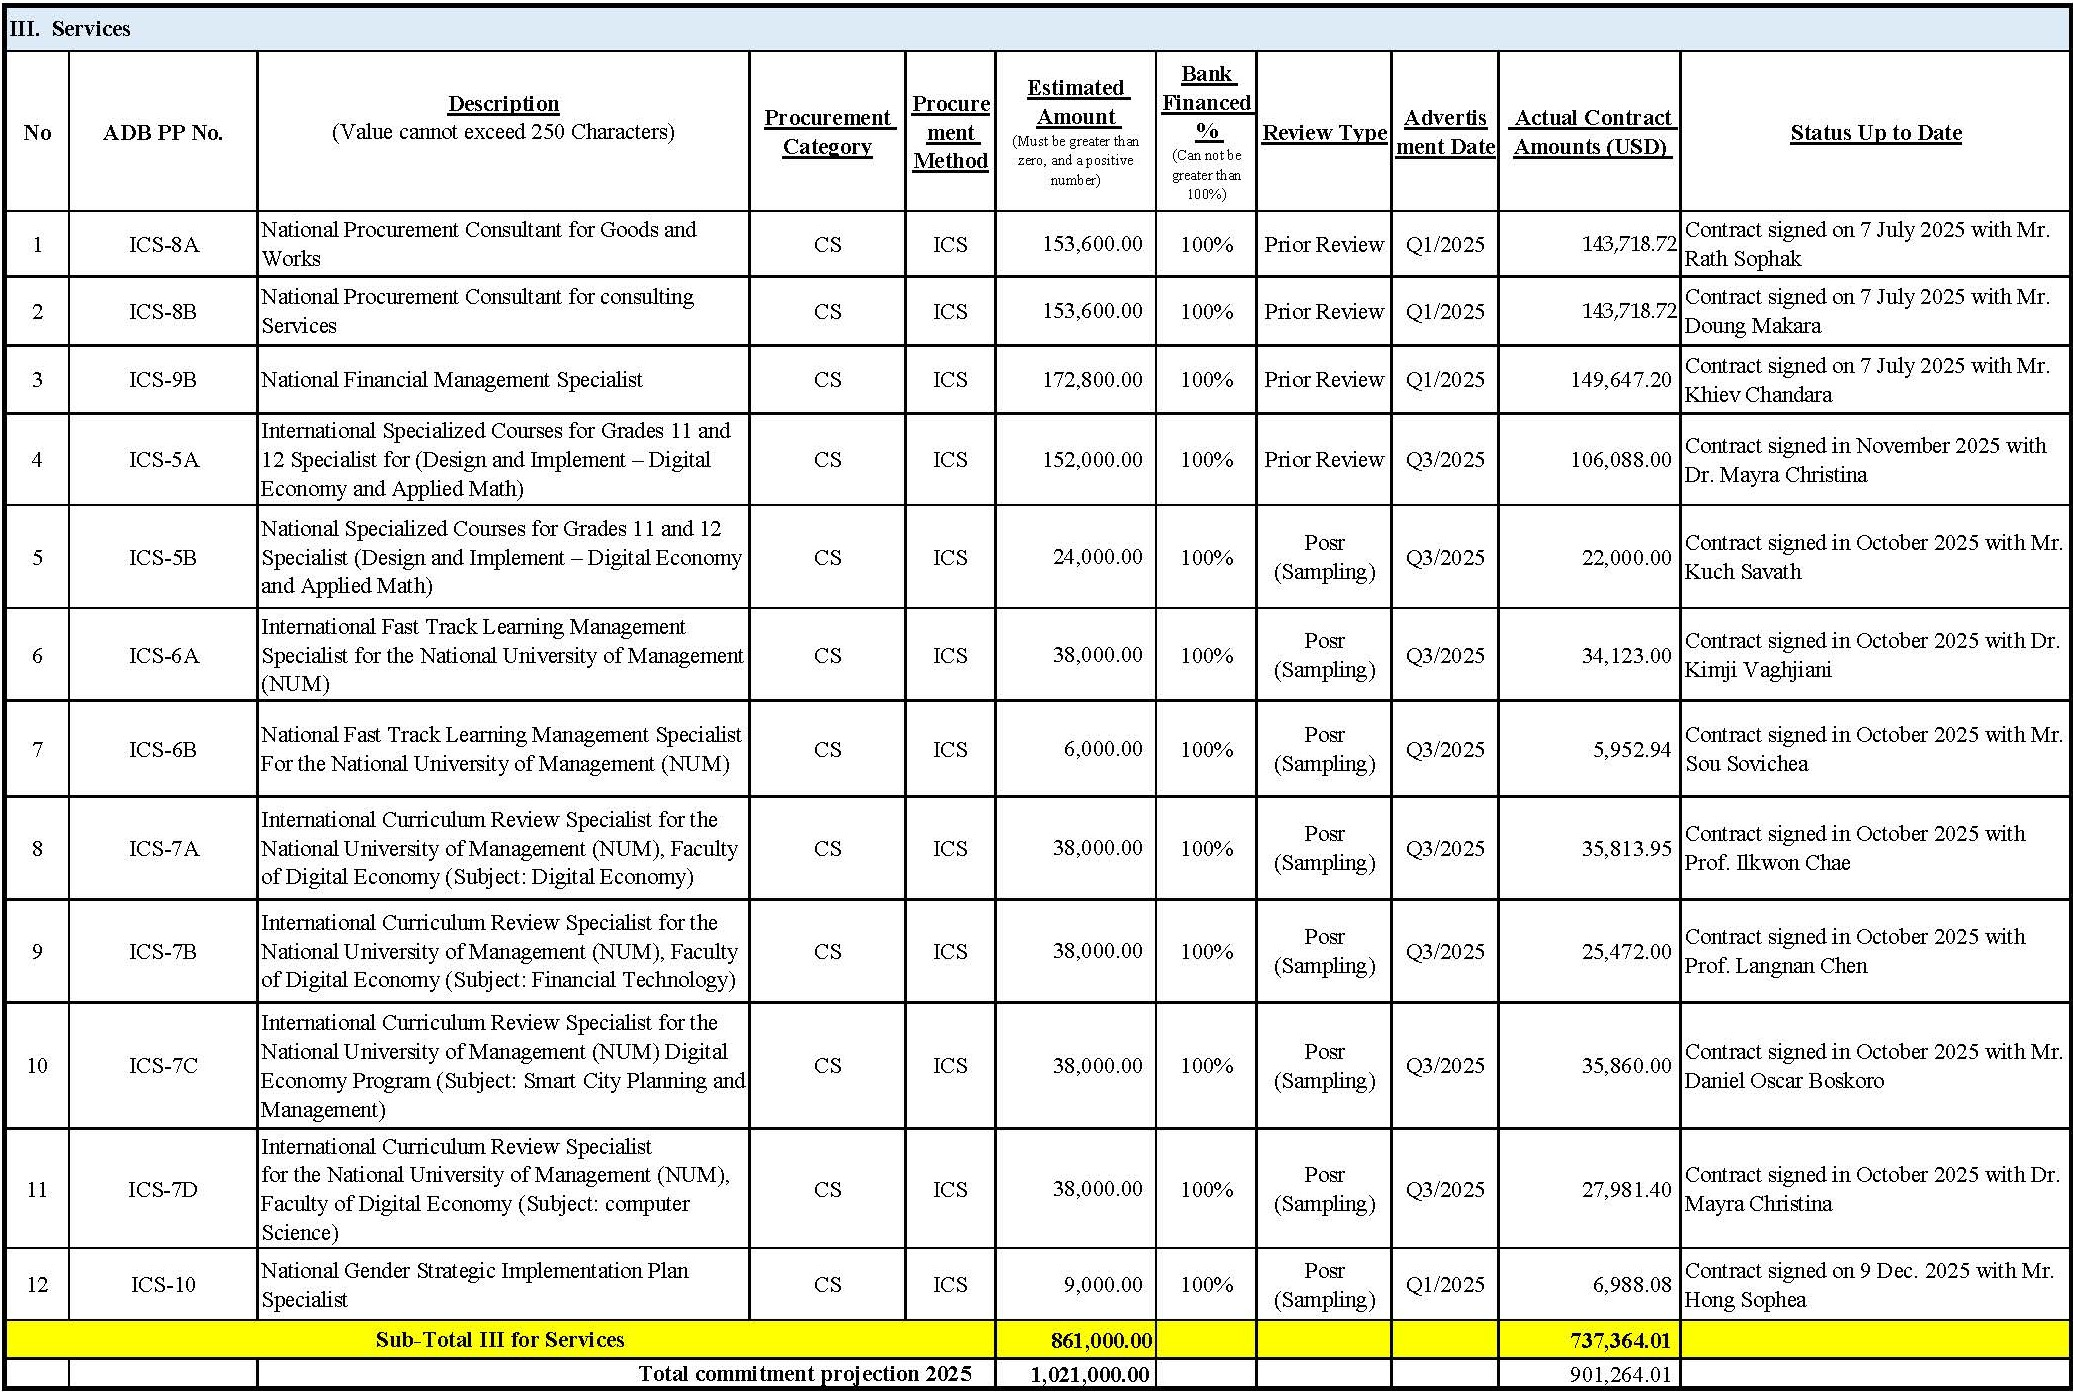 III. Services
No
ADB PP No.
Description
(Value cannot exceed 250 Characters)
Procurement
Category
Procure
ment
Method
Estimated
Amount
(Must be greater than
zero, and a positive
number)
Bank
Financed
%
(Can not be
greater than
100%)
Review Type
Advertis
ment Date
Actual Contract
Amounts (USD)
Status Up to Date
1
ICS-8A
National Procurement Consultant for Goods and
Works
CS
ICS
153,600.00
100%
Prior Review
Q1/2025
143,718.72
Contract signed on 7 July 2025 with Mr.
Rath Sophak
2
ICS-8B
National Procurement Consultant for consulting
Services
CS
ICS
153,600.00
100%
Prior Review
Q1/2025
143,718.72
Contract signed on 7 July 2025 with Mr.
Doung Makara
3
ICS-9B
National Financial Management Specialist
CS
ICS
172,800.00
100%
Prior Review
Q1/2025
149,647.20
Contract signed on 7 July 2025 with Mr.
Khiev Chandara
4
ICS-5A
International Specialized Courses for Grades 11 and
12 Specialist for (Design and Implement – Digital
Economy and Applied Math)
CS
ICS
152,000.00
100%
Prior Review
Q3/2025
106,088.00
Contract signed in November 2025 with
Dr. Mayra Christina
5
ICS-5B
National Specialized Courses for Grades 11 and 12
Specialist (Design and Implement – Digital Economy
and Applied Math)
CS
ICS
24,000.00
100%
Posr
(Sampling)
Q3/2025
22,000.00
Contract signed in October 2025 with Mr.
Kuch Savath
6
ICS-6A
International Fast Track Learning Management
Specialist for the National University of Management
(NUM)
CS
ICS
38,000.00
100%
Posr
(Sampling)
Q3/2025
34,123.00
Contract signed in October 2025 with Dr.
Kimji Vaghjiani
7
ICS-6B
National Fast Track Learning Management Specialist
For the National University of Management (NUM)
CS
ICS
6,000.00
100%
Posr
(Sampling)
Q3/2025
5,952.94
Contract signed in October 2025 with Mr.
Sou Sovichea
8
ICS-7A
International Curriculum Review Specialist for the
National University of Management (NUM), Faculty
of Digital Economy (Subject: Digital Economy)
CS
ICS
38,000.00
100%
Posr
(Sampling)
Q3/2025
35,813.95
Contract signed in October 2025 with
Prof. Ilkwon Chae
9
ICS-7B
International Curriculum Review Specialist for the
National University of Management (NUM), Faculty
of Digital Economy (Subject: Financial Technology)
CS
ICS
38,000.00
100%
Posr
(Sampling)
Q3/2025
25,472.00
Contract signed in October 2025 with
Prof. Langnan Chen
10
ICS-7C
International Curriculum Review Specialist for the
National University of Management (NUM) Digital
Economy Program (Subject: Smart City Planning and
Management)
CS
ICS
38,000.00
100%
Posr
(Sampling)
Q3/2025
35,860.00
Contract signed in October 2025 with Mr.
Daniel Oscar Boskoro
11
ICS-7D
International Curriculum Review Specialist
for the National University of Management (NUM),
Faculty of Digital Economy (Subject: computer
Science)
CS
ICS
38,000.00
100%
Posr
(Sampling)
Q3/2025
27,981.40
Contract signed in October 2025 with Dr.
Mayra Christina
12
ICS-10
National Gender Strategic Implementation Plan
Specialist
CS
ICS
9,000.00
100%
Posr
(Sampling)
Q1/2025
6,988.08
Contract signed on 9 Dec. 2025 with Mr.
Hong Sophea
Sub-Total III for Services
861,000.00
737,364.01
Total commitment projection 2025
1,021,000.00
901,264.01